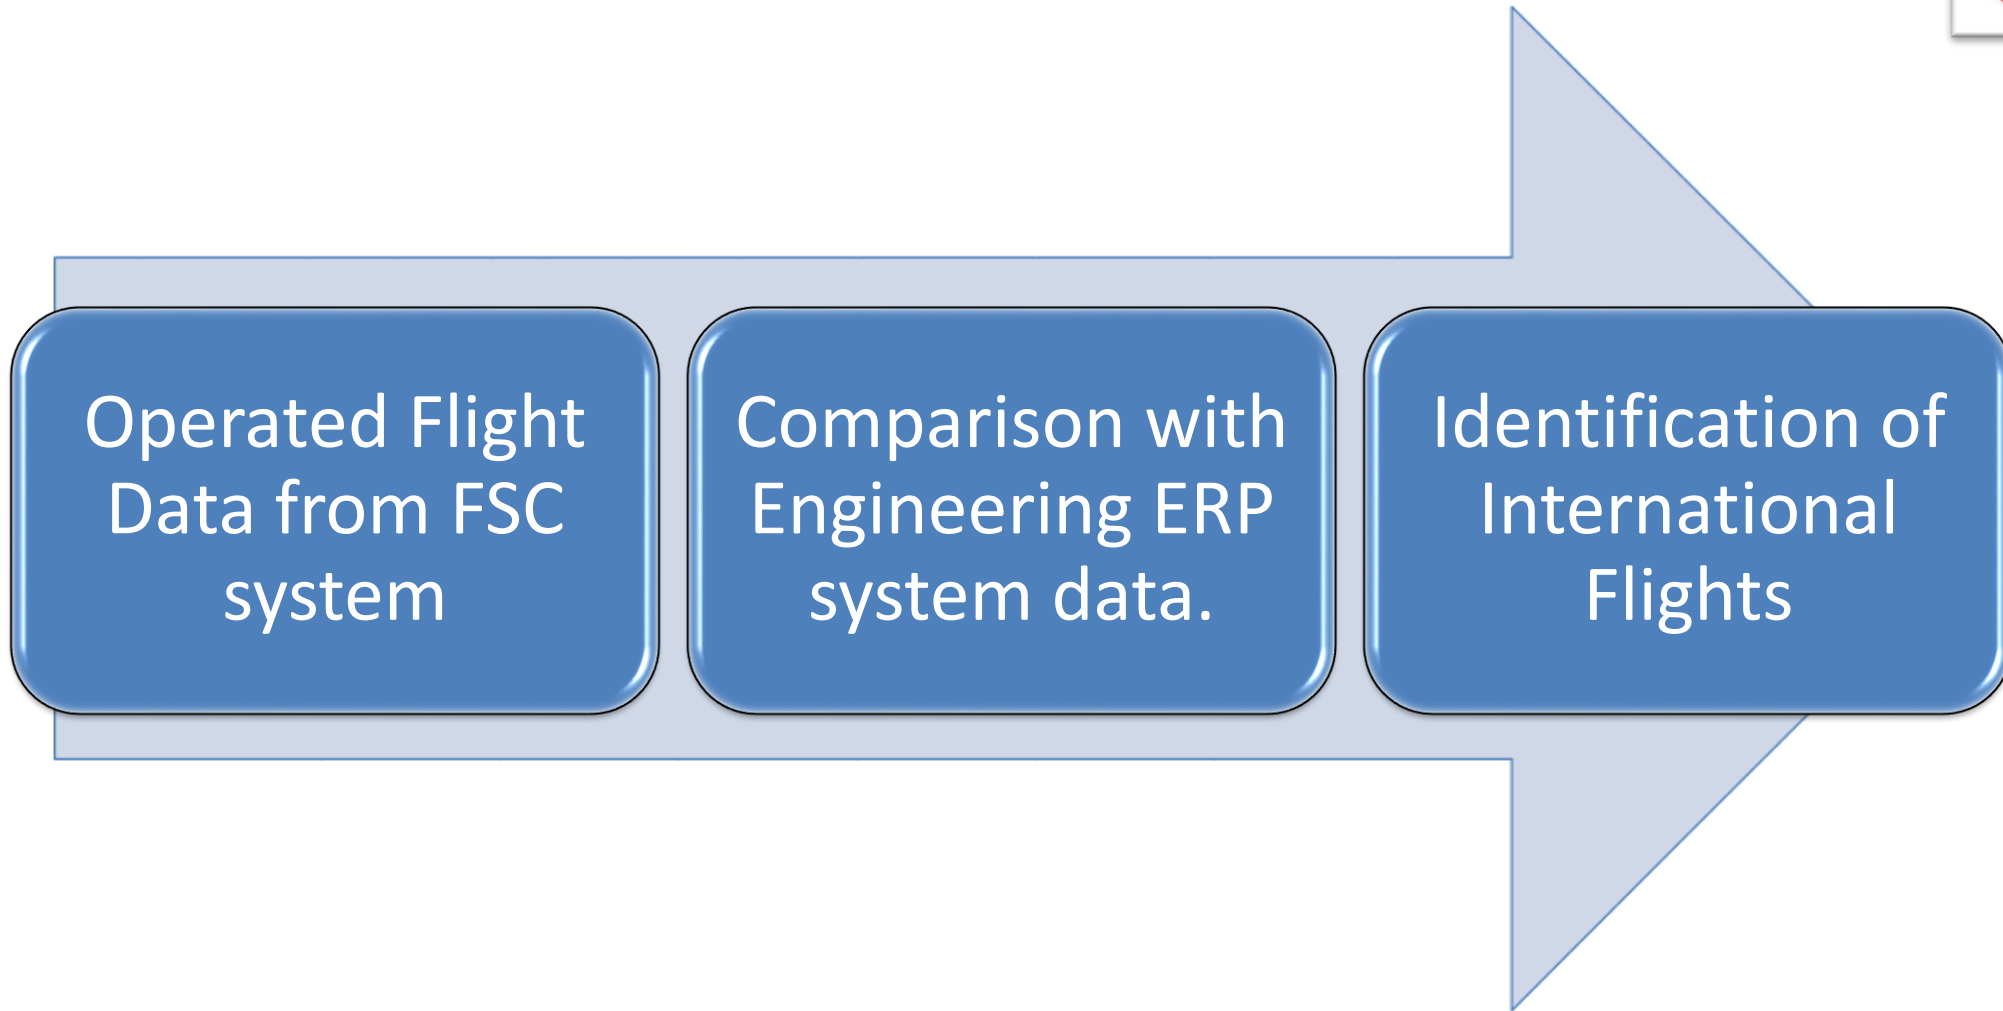 Operated Flight
Data from FSC
system
Comparison with
Engineering ERP
system data.
Identification of
International
Flights